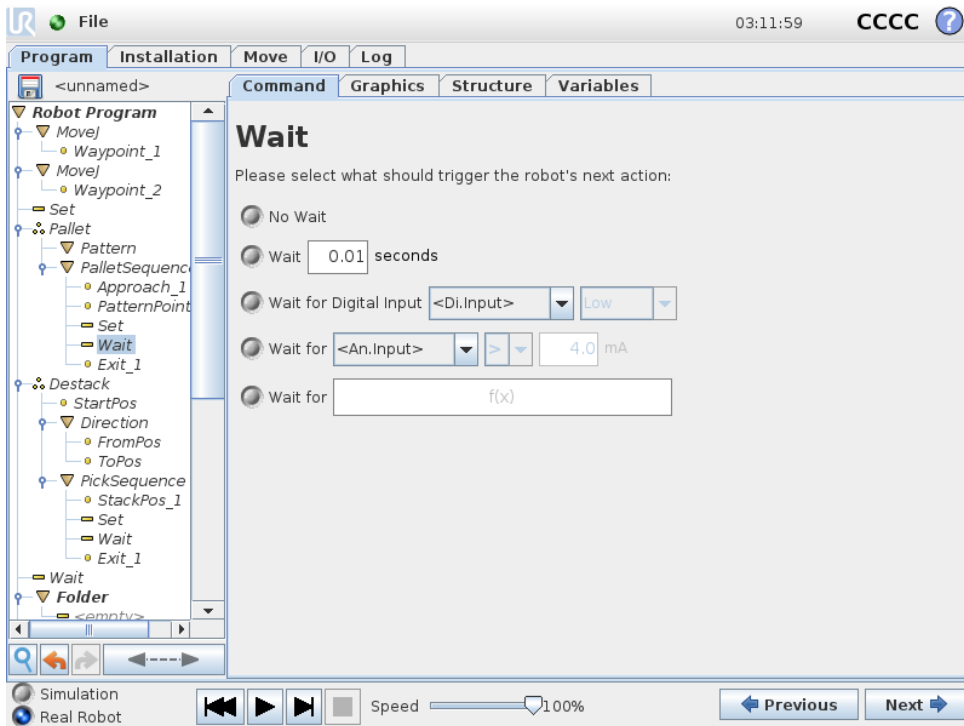 UR File 03:11:59 CCCC ?
Program Installation Move I/O Log
<unnamed> Command Graphics Structure Variables
Robot Program
MoveJ
Waypoint_1
MoveJ
Waypoint_2
Set
Pallet
Pattern
PalletSequenc
Approach_1
PatternPoint
Set
Wait
Exit_1
Destack
StartPos
Direction
FromPos
ToPos
PickSequence
StackPos_1
Set
Wait
Exit_1
Wait
Folder
<empty>
Wait
Please select what should trigger the robot's next action:
No Wait
Wait 0.01 seconds
Wait for Digital Input <Di.Input> Low
Wait for <An.Input> > 4.0 mA
Wait for f(x)
Simulation
Real Robot
Speed 100%
Previous Next